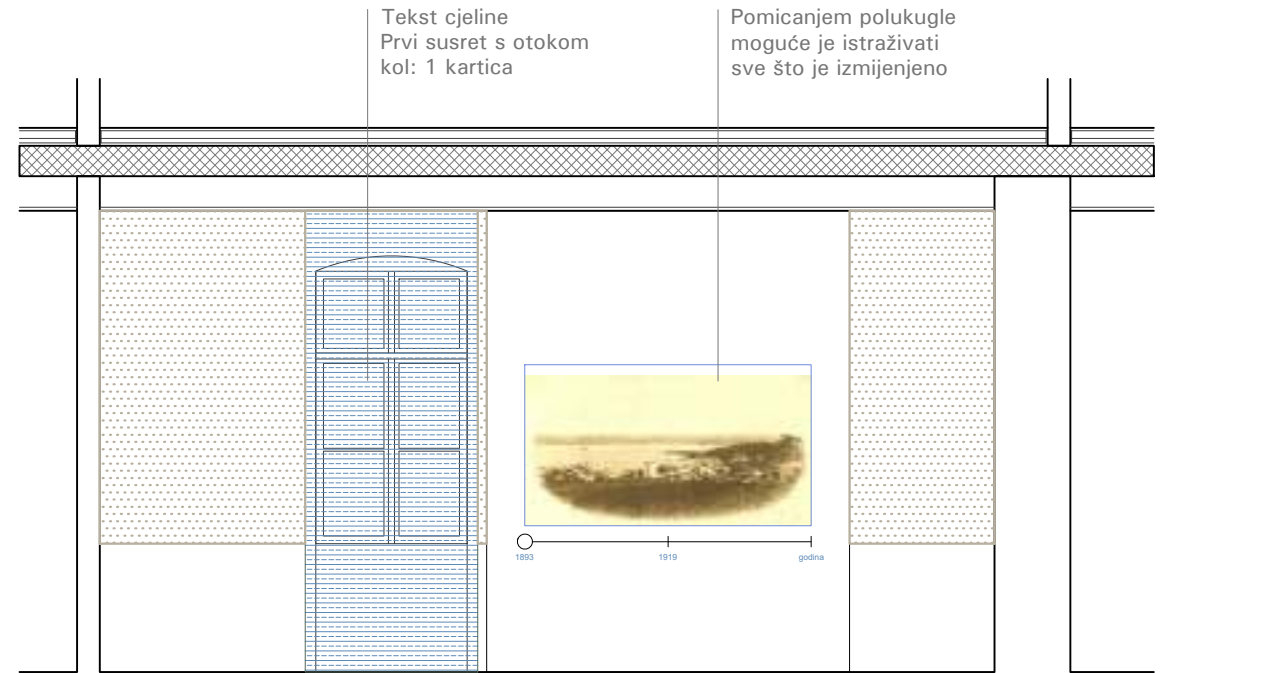 Tekst cjeline
Prvi susret s otokom
kol: 1 kartica
Pomicanjem polukugle
moguće je istraživati
sve što je izmijenjeno
1893
1919
godina